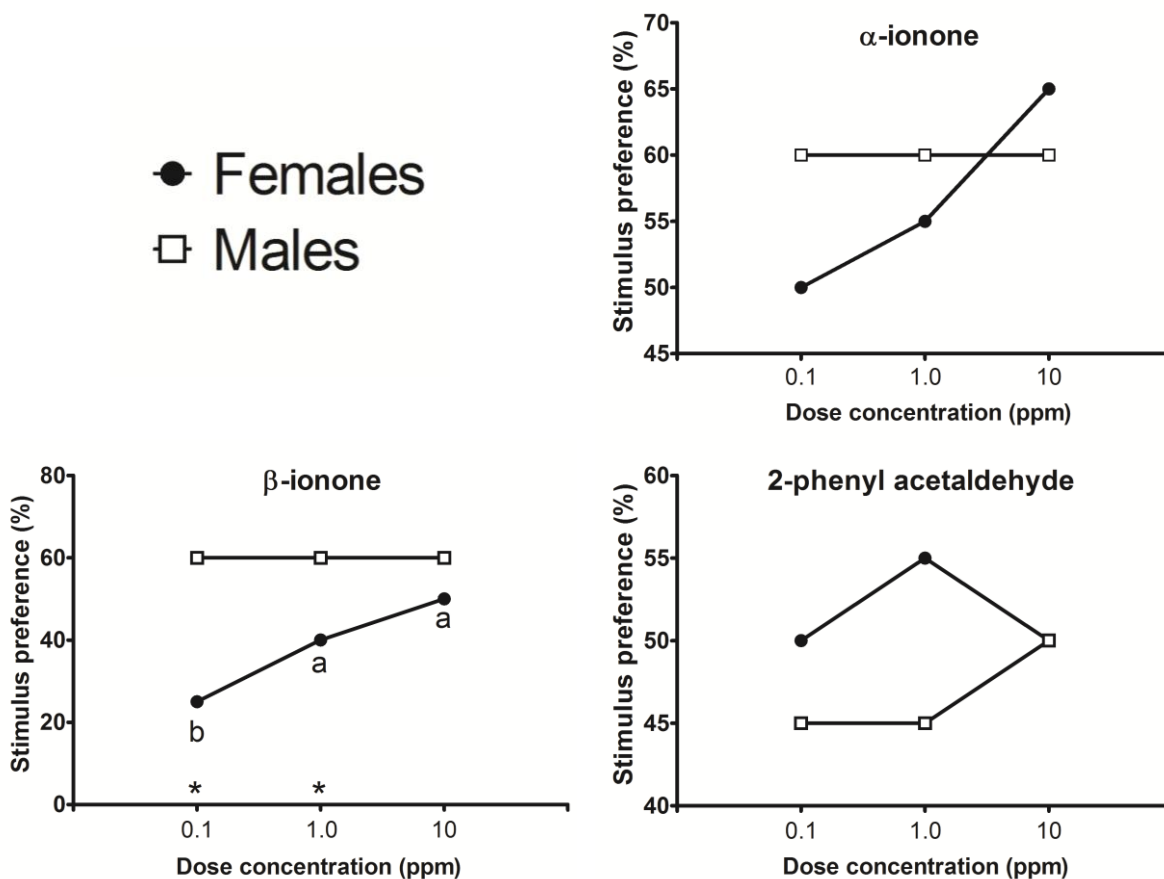 Females
Males
α-ionone
Stimulus preference (%)
70
65
60
55
50
45
0.1 1.0 10
Dose concentration (ppm)
β-ionone
Stimulus preference (%)
80
60
40
20
0
b
a
a
* *
0.1 1.0 10
Dose concentration (ppm)
2-phenyl acetaldehyde
Stimulus preference (%)
60
55
50
45
40
0.1 1.0 10
Dose concentration (ppm)